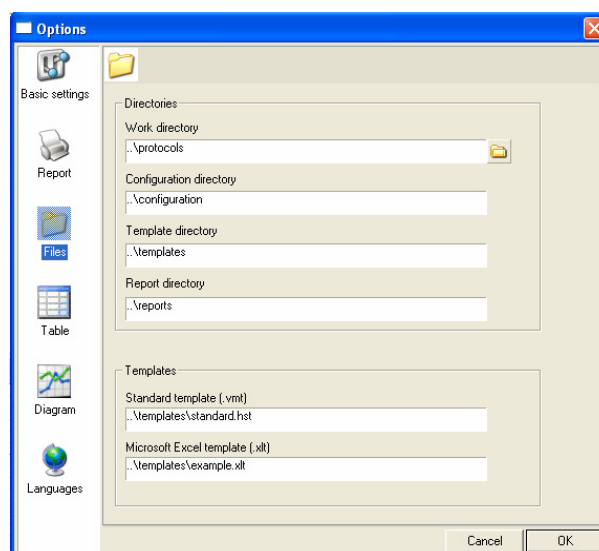 Options
Basic settings
Report
Files
Table
Diagram
Languages
Directories
Work directory
..\protocols
Configuration directory
..\configuration
Template directory
..\templates
Report directory
..\reports
Templates
Standard template (.vmt)
..\templates\standard.hst
Microsoft Excel template (.xlt)
..\templates\example.xlt
Cancel
OK